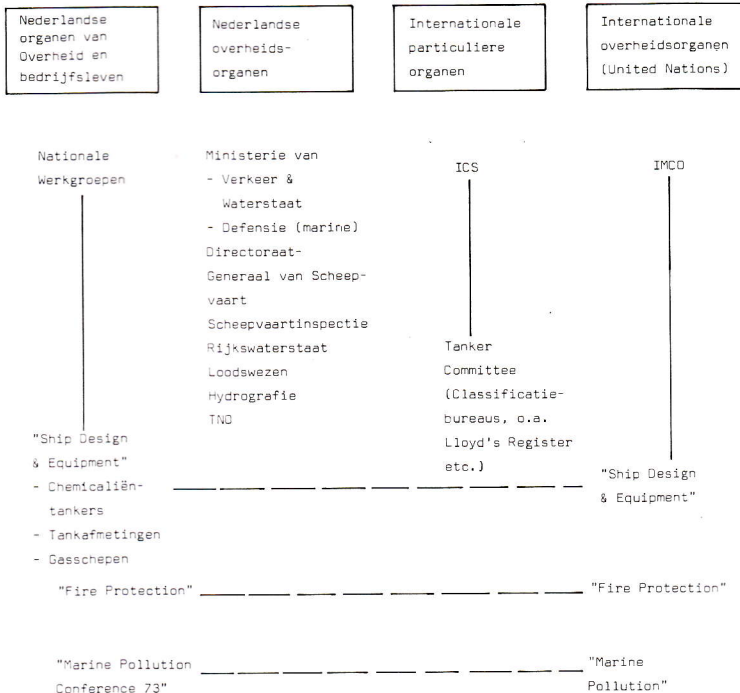 Nederlandse
organen van
Overheid en
bedrijfsleven
Nederlandse
overheids-
organen
Internationale
particuliere
organen
Internationale
overheidsorganen
(United Nations)
Nationale
Werkgroepen
"Ship Design
& Equipment"
- Chemicaliën-
tankers
- Tankafmetingen
- Gasschepen
"Fire Protection"
"Marine Pollution
Conference 73"
Ministerie van
- Verkeer &
Waterstaat
- Defensie (marine)
Directoraat-
Generaal van Scheep-
vaart
Scheepvaartinspectie
Rijkswaterstaat
Loodswezen
Hydrografie
TNO
ICS
Tanker
Committee
(Classificatie-
bureaus, o.a.
Lloyd's Register
etc.)
IMCO
"Ship Design
& Equipment"
"Fire Protection"
"Marine
Pollution"